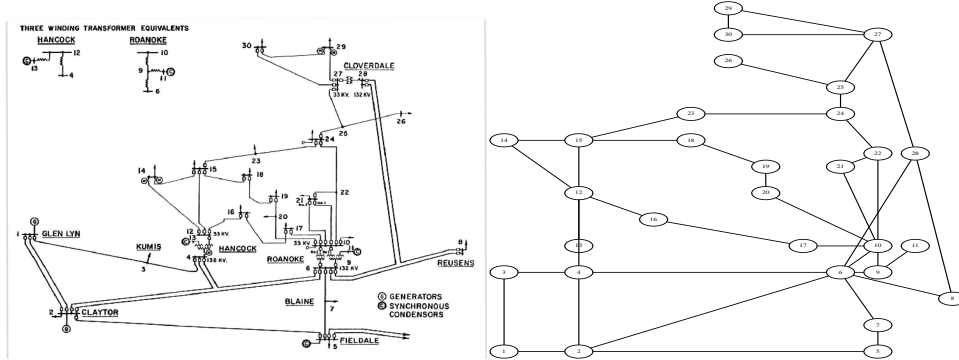 THREE WINDING TRANSFORMER EQUIVALENTS
HANCOCK ROANOKE
12
C
13
4
10
9
C
11
6
30
29
CLOVERDALE
27 28
33 KV. 132 KV.
26
25
24
23
14
15
18
19
22
21
20
16
17
12 33 KV.
13
C
HANCOCK
33 KV. 10
ROANOKE
11 C
9
6 132 KV.
8
REUSENS
G
1 GLEN LYN
KUMIS
3
4 132 KV.
2 CLAYTOR
G
BLAINE
7
G GENERATORS
C SYNCHRONOUS
CONDENSORS
C
5 FIELDALE
29
30
27
26
25
23
24
14
15
18
22
21
28
19
12
20
16
13
17
10
11
3
4
6
9
8
7
1
2
5